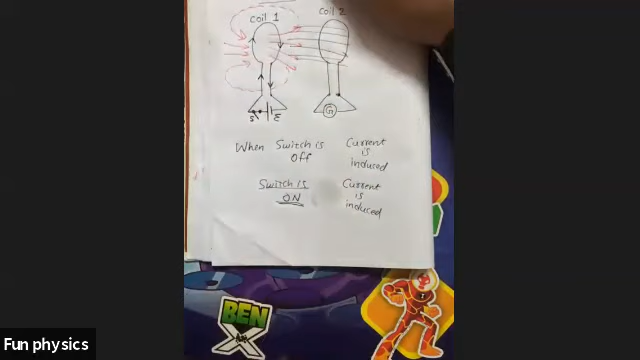 Coil 1 Coil 2
S E G
When Switch is Current
is
Off induced
Switch is Current
is
ON induced
BEN
Fun physics